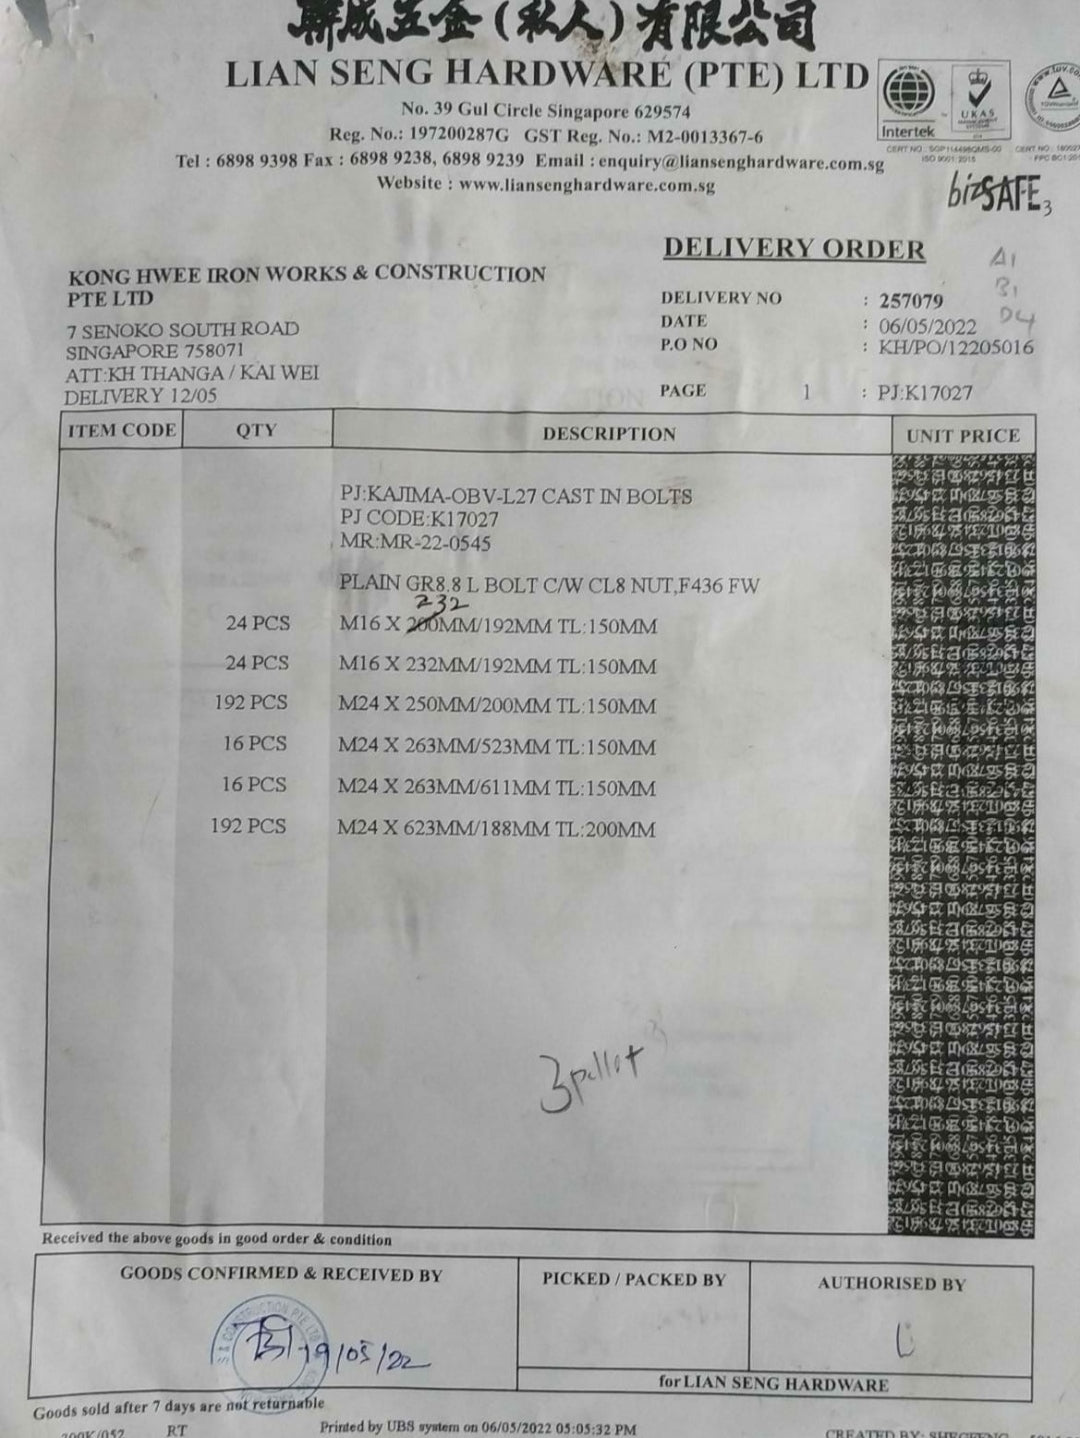 聯成五金(私人)有限公司
LIAN SENG HARDWARE (PTE) LTD
No. 39 Gul Circle Singapore 629574
Reg. No.: 197200287G GST Reg. No.: M2-0013367-6
Tel : 6898 9398 Fax : 6898 9238, 6898 9239 Email : enquiry@liansenghardware.com.sg
Website : www.liansenghardware.com.sg
Intertek
UKAS
ISO 9001:2015
bizSAFE3
DELIVERY ORDER
A1
B1
D4
KONG HWEE IRON WORKS & CONSTRUCTION
PTE LTD
7 SENOKO SOUTH ROAD
SINGAPORE 758071
ATT:KH THANGA / KAI WEI
DELIVERY 12/05
DELIVERY NO : 257079
DATE : 06/05/2022
P.O NO : KH/PO/12205016
PAGE 1 : PJ:K17027
ITEM CODE QTY DESCRIPTION UNIT PRICE
PJ:KAJIMA-OBV-L27 CAST IN BOLTS
PJ CODE:K17027
MR:MR-22-0545
PLAIN GR8.8 L BOLT C/W CL8 NUT,F436 FW
232
24 PCS M16 X 200MM/192MM TL:150MM
24 PCS M16 X 232MM/192MM TL:150MM
192 PCS M24 X 250MM/200MM TL:150MM
16 PCS M24 X 263MM/523MM TL:150MM
16 PCS M24 X 263MM/611MM TL:150MM
192 PCS M24 X 623MM/188MM TL:200MM
3 pallet
Received the above goods in good order & condition
GOODS CONFIRMED & RECEIVED BY
PICKED / PACKED BY
AUTHORISED BY
19/05/22
for LIAN SENG HARDWARE
Goods sold after 7 days are not returnable
RT
Printed by UBS system on 06/05/2022 05:05:32 PM